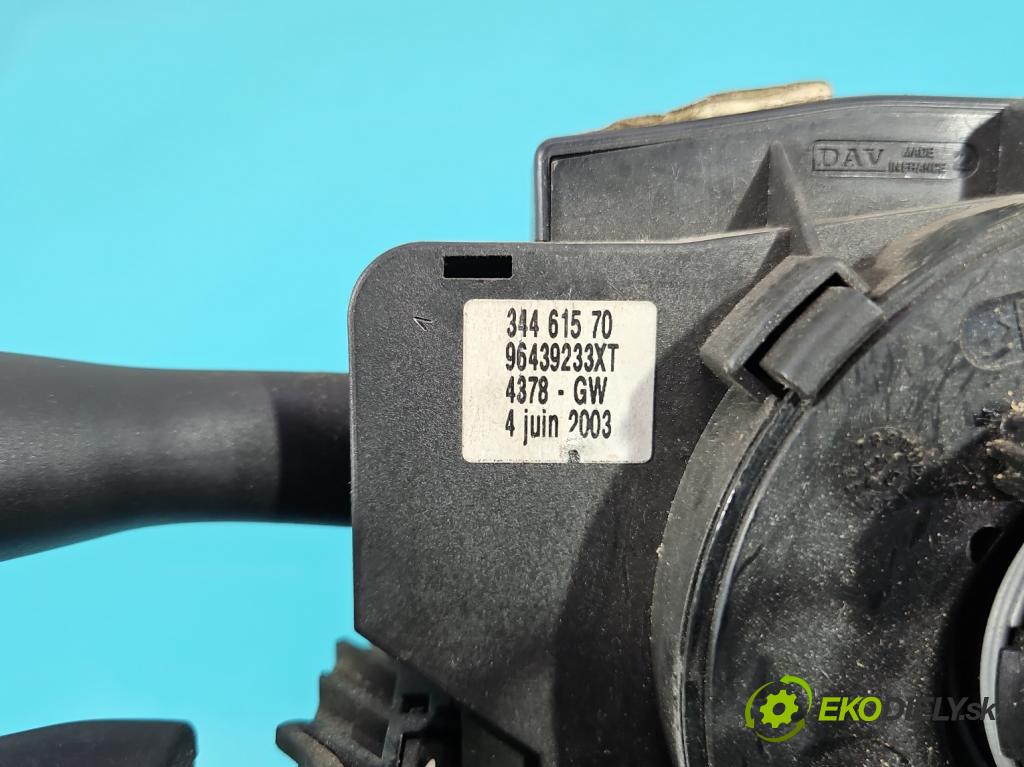 DAV MADE IN FRANCE
344 615 70
96439233XT
4378 - GW
4 juin 2003
EKODIELY.sk